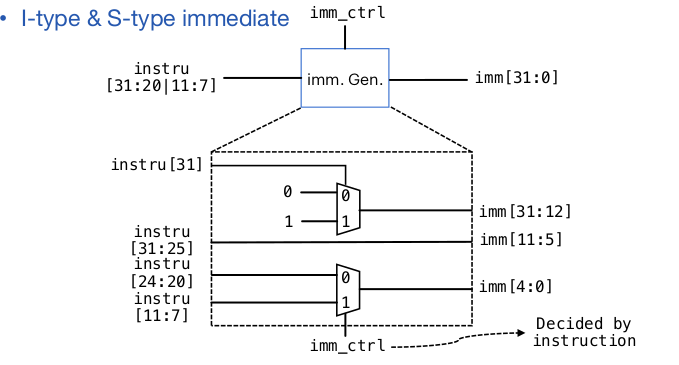 • I-type & S-type immediate
imm_ctrl
instru
[31:20|11:7]
imm. Gen.
imm[31:0]
instru[31]
0
0
1
1
imm[31:12]
instru
[31:25]
imm[11:5]
instru
[24:20]
0
imm[4:0]
instru
[11:7]
1
imm_ctrl
Decided by
instruction